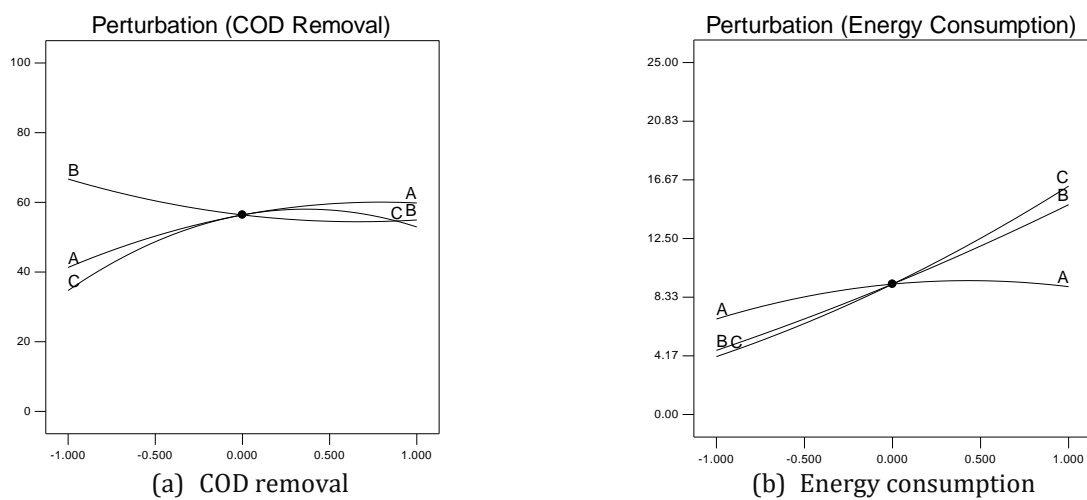 Perturbation (COD Removal)
100
80
60
40
20
0
B
A
C
A
C B
-1.000 -0.500 0.000 0.500 1.000
(a) COD removal
Perturbation (Energy Consumption)
25.00
20.83
16.67
12.50
8.33
4.17
0.00
C
B
A
A
B C
-1.000 -0.500 0.000 0.500 1.000
(b) Energy consumption